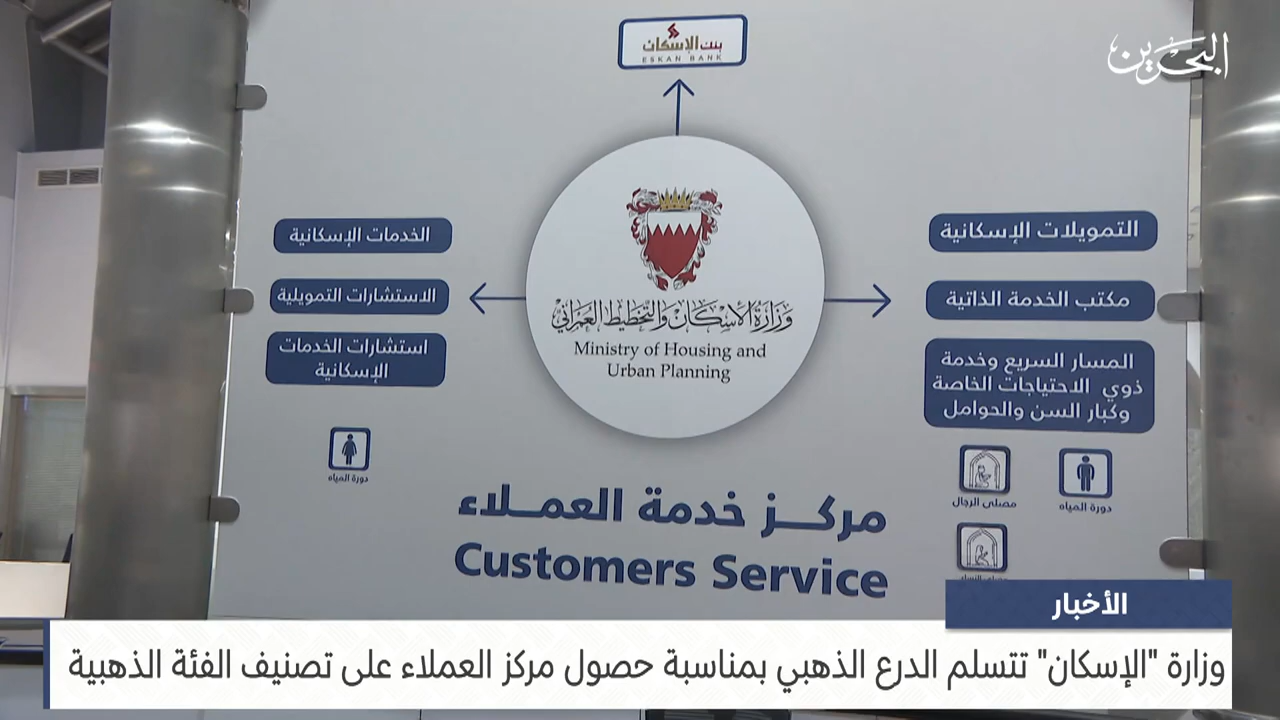 البحرين
بنك الإسكان
ESKAN BANK
التمويلات الإسكانية
مكتب الخدمة الذاتية
المسار السريع وخدمة
ذوي الاحتياجات الخاصة
وكبار السن والحوامل
الخدمات الإسكانية
الاستشارات التمويلية
استشارات الخدمات
الإسكانية
وزارة الإسكان والتخطيط العمراني
Ministry of Housing and
Urban Planning
دورة المياه
مصلى الرجال
دورة المياه
مركز خدمة العملاء
Customers Service
الأخبار
وزارة "الإسكان" تتسلم الدرع الذهبي بمناسبة حصول مركز العملاء على تصنيف الفئة الذهبية